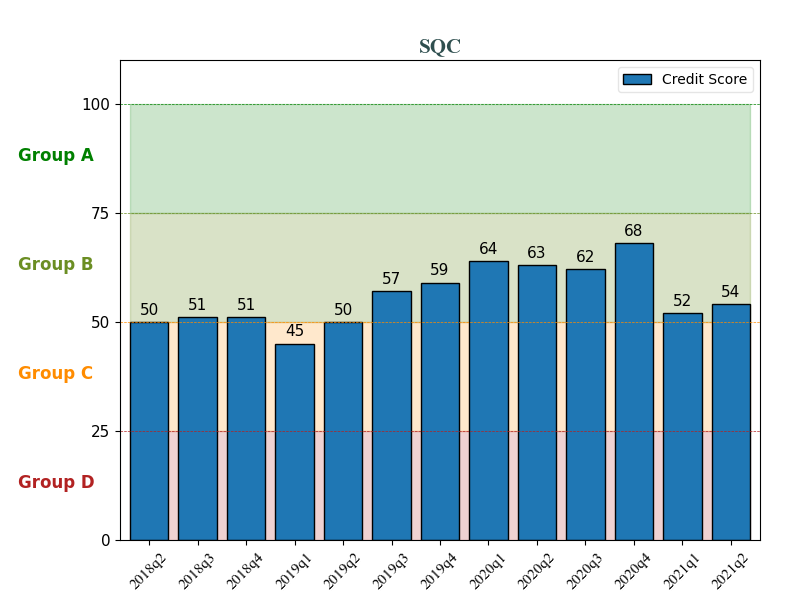 SQC
Credit Score
100
Group A
75
68
64
63
62
Group B
59
57
54
52
51
51
50
50
50
45
Group C
25
Group D
0
2018q2
2018q3
2018q4
2019q1
2019q2
2019q3
2019q4
2020q1
2020q2
2020q3
2020q4
2021q1
2021q2